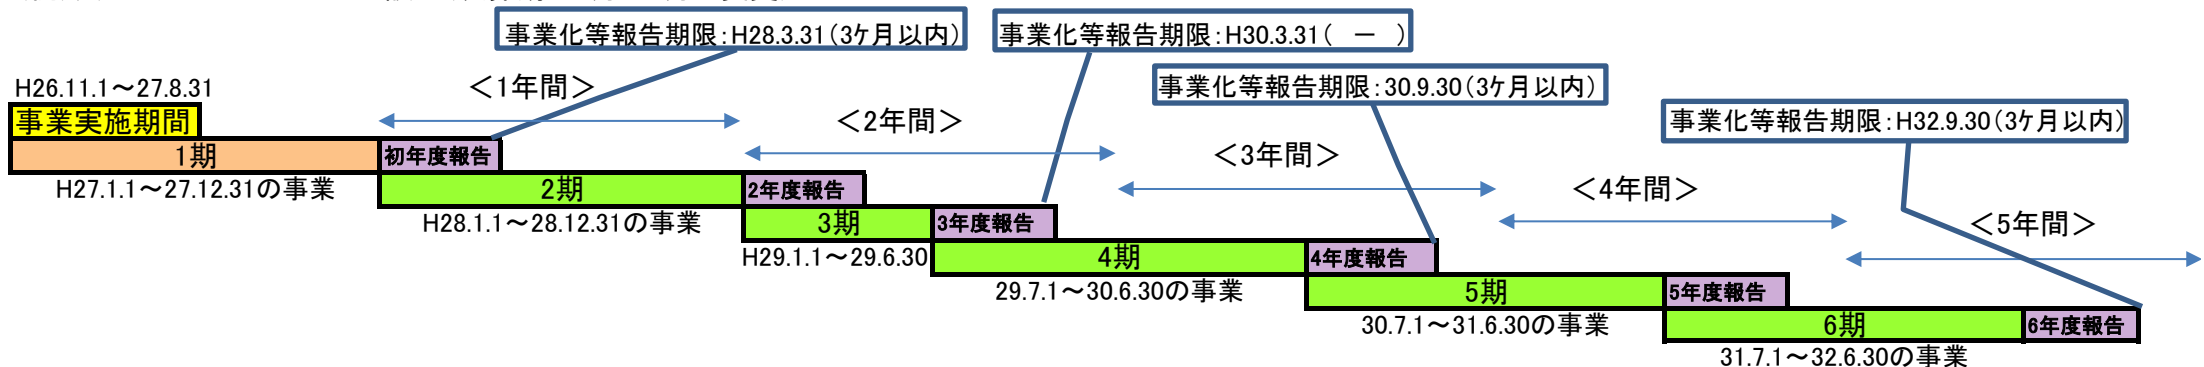 事業化等報告期限：H28.3.31（3ケ月以内）
事業化等報告期限：H30.3.31（　－　）
事業化等報告期限：30.9.30（3ケ月以内）
事業化等報告期限：H32.9.30（3ケ月以内）
H26.11.1～27.8.31
＜1年間＞
＜2年間＞
＜3年間＞
＜4年間＞
＜5年間＞
事業実施期間
1期
初年度報告
H27.1.1～27.12.31の事業
2期
2年度報告
H28.1.1～28.12.31の事業
3期
3年度報告
H29.1.1～29.6.30
4期
4年度報告
29.7.1～30.6.30の事業
5期
5年度報告
30.7.1～31.6.30の事業
6期
6年度報告
31.7.1～32.6.30の事業